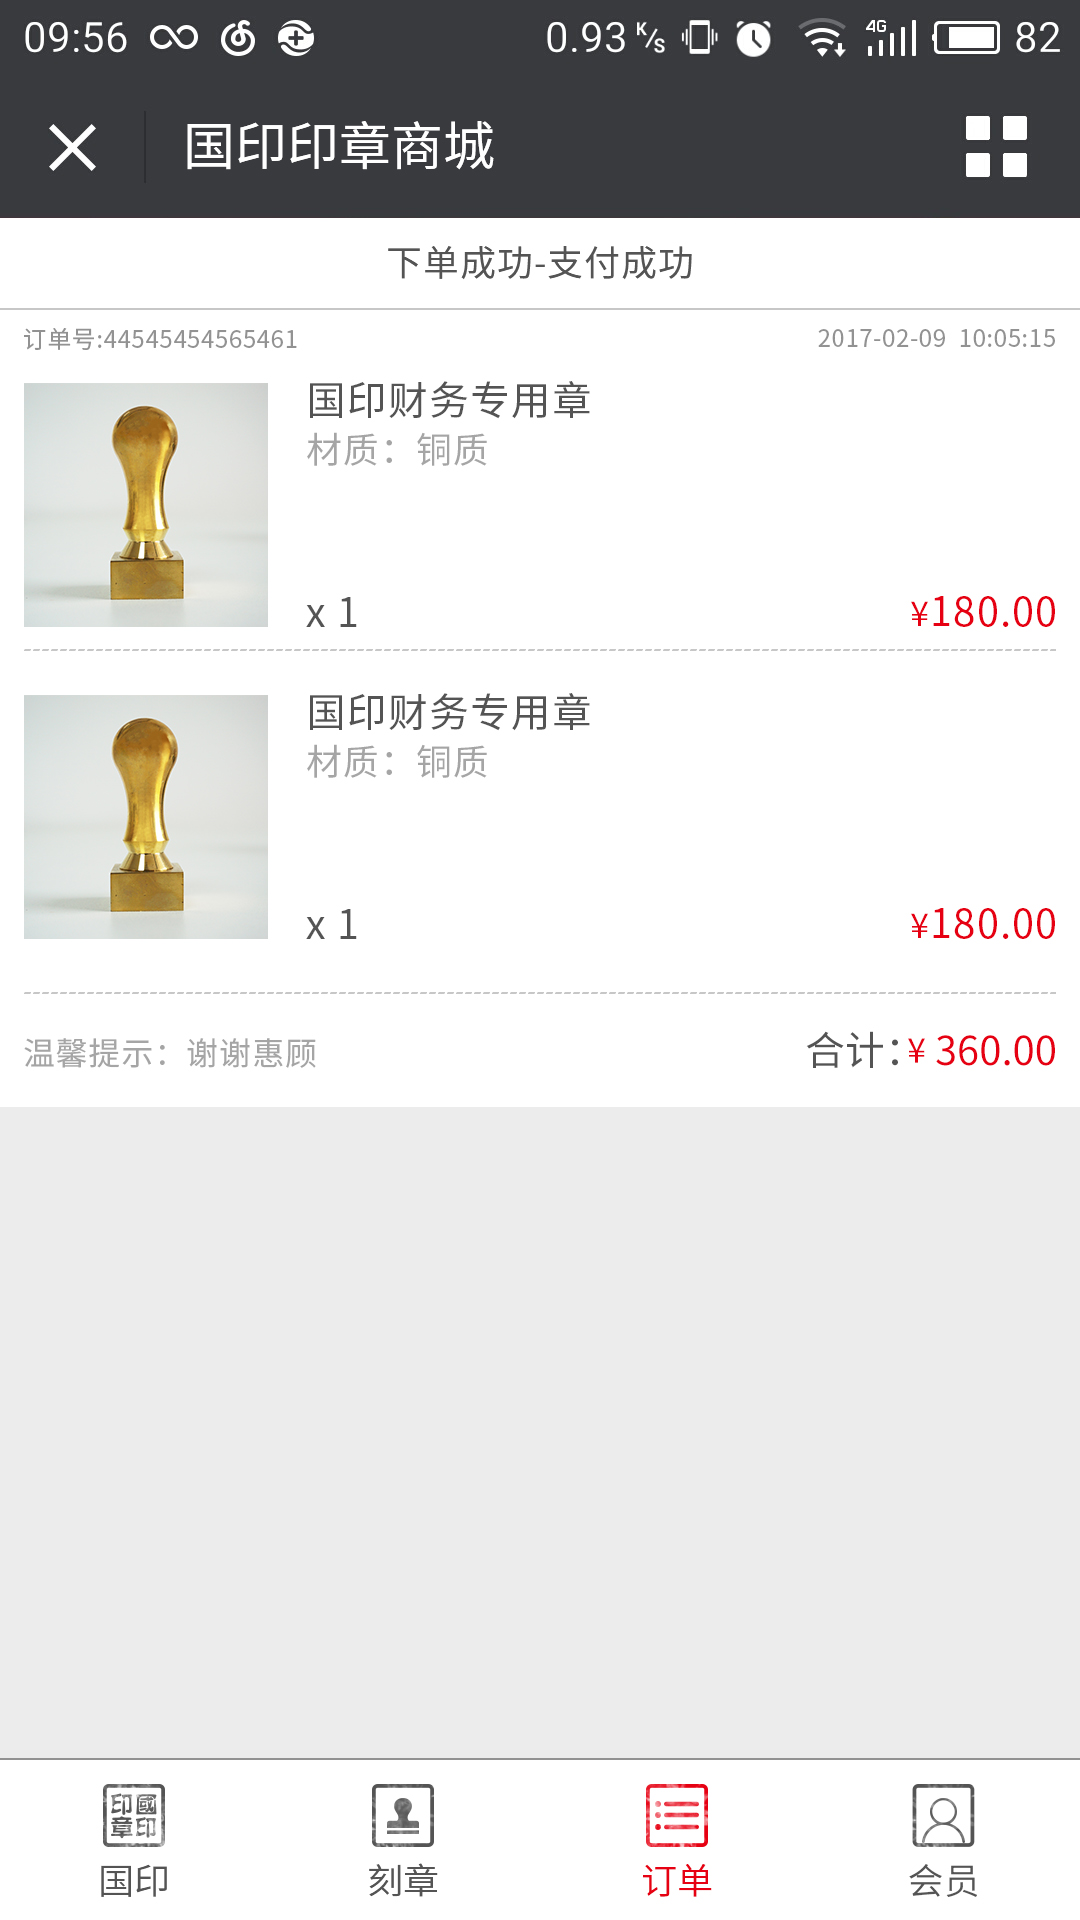 09:56 0.93 K/s 4G 82
国印印章商城
下单成功-支付成功
订单号:44545454565461 2017-02-09 10:05:15
国印财务专用章
材质：铜质
x 1 ¥180.00
国印财务专用章
材质：铜质
x 1 ¥180.00
温馨提示：谢谢惠顾 合计：¥ 360.00
印國
章印
国印 刻章 订单 会员